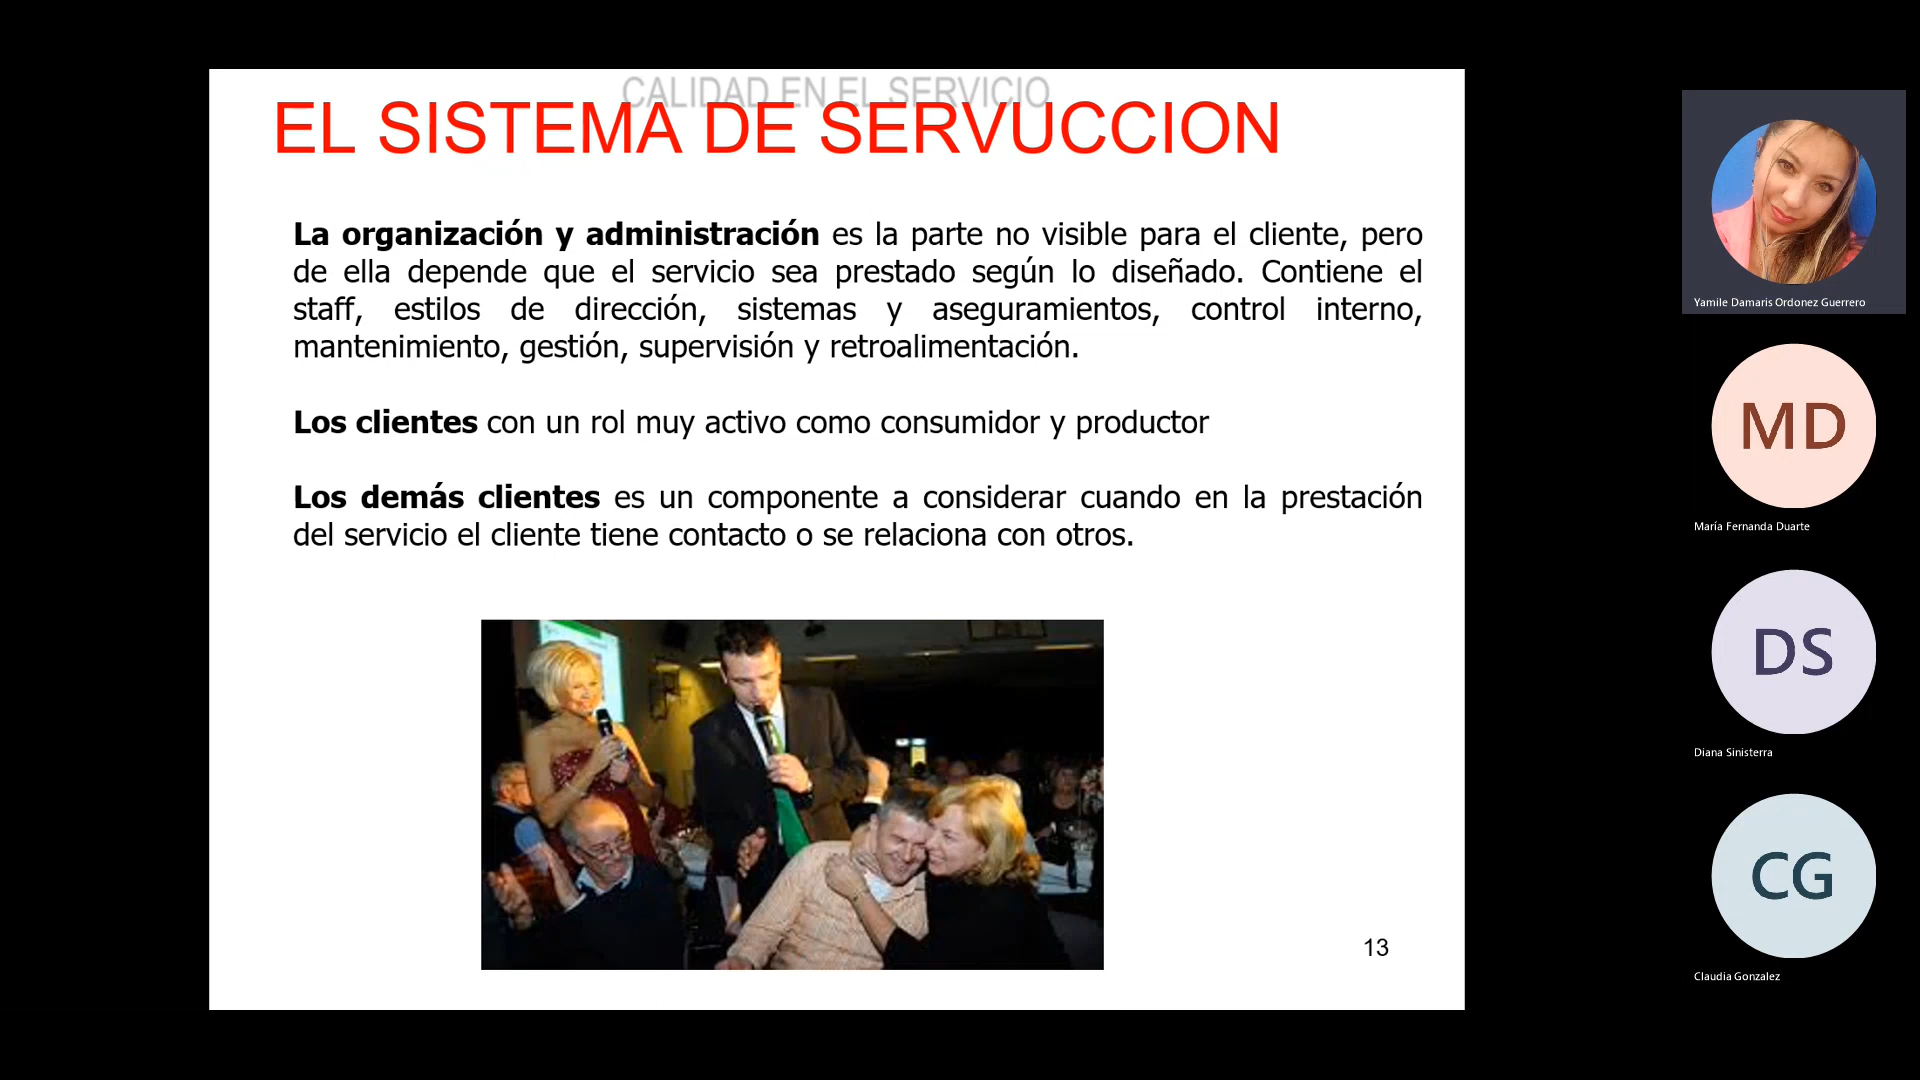 CALIDAD EN EL SERVICIO
EL SISTEMA DE SERVUCCION
La organización y administración es la parte no visible para el cliente, pero
de ella depende que el servicio sea prestado según lo diseñado. Contiene el
staff, estilos de dirección, sistemas y aseguramientos, control interno,
mantenimiento, gestión, supervisión y retroalimentación.
Los clientes con un rol muy activo como consumidor y productor
Los demás clientes es un componente a considerar cuando en la prestación
del servicio el cliente tiene contacto o se relaciona con otros.
13
Yamile Damaris Ordonez Guerrero
MD
María Fernanda Duarte
DS
Diana Sinisterra
CG
Claudia Gonzalez